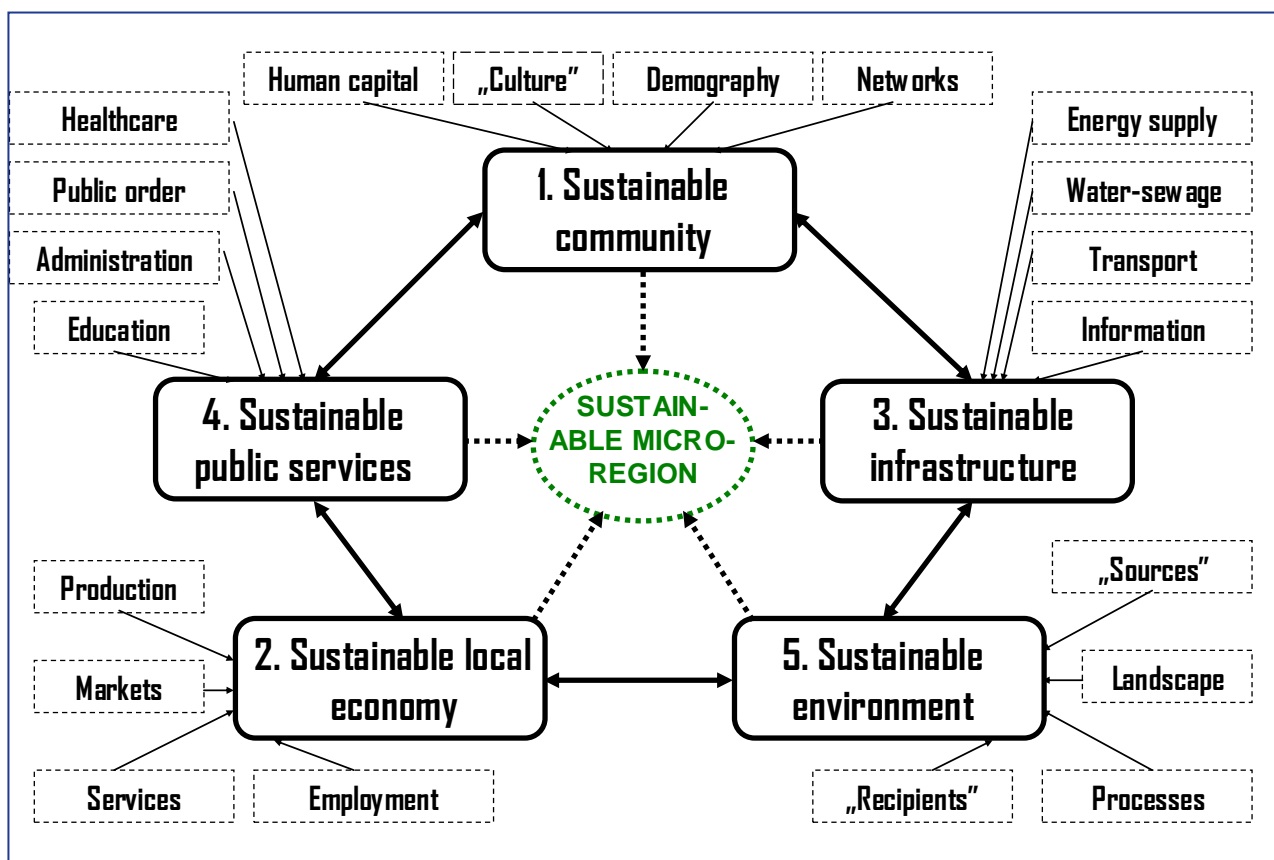 Human capital
„Culture”
Demography
Networks
Healthcare
Energy supply
Public order
Water-sewage
Administration
Transport
Education
Information
1. Sustainable
community
4. Sustainable
public services
SUSTAIN-
ABLE MICRO-
REGION
3. Sustainable
infrastructure
Production
„Sources”
Markets
2. Sustainable local
economy
5. Sustainable
environment
Landscape
Services
Employment
„Recipients”
Processes